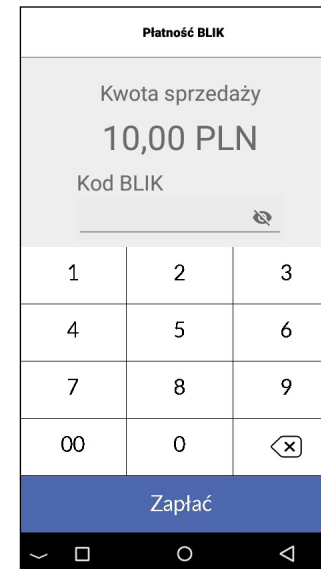 Płatność BLIK
Kwota sprzedaży
10,00 PLN
Kod BLIK
1 2 3
4 5 6
7 8 9
00 0
Zapłać